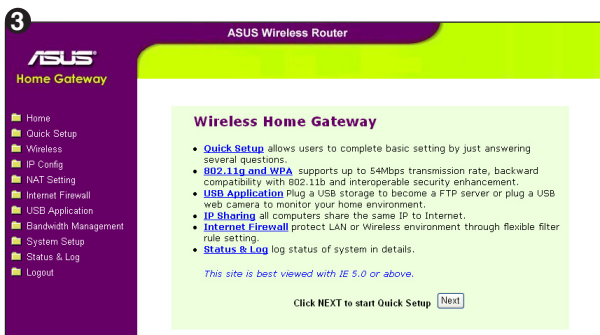 3
ASUS Wireless Router
ASUS
Home Gateway
Home
Quick Setup
Wireless
IP Config
NAT Setting
Internet Firewall
USB Application
Bandwidth Management
System Setup
Status & Log
Logout
Wireless Home Gateway
Quick Setup allows users to complete basic setting by just answering
several questions.
802.11g and WPA supports up to 54Mbps transmission rate, backward
compatibility with 802.11b and interoperable security enhancement.
USB Application Plug a USB storage to become a FTP server or plug a USB
web camera to monitor your home environment.
IP Sharing all computers share the same IP to Internet.
Internet Firewall protect LAN or Wireless environment through flexible filter
rule setting.
Status & Log log status of system in details.
This site is best viewed with IE 5.0 or above.
Click NEXT to start Quick Setup Next